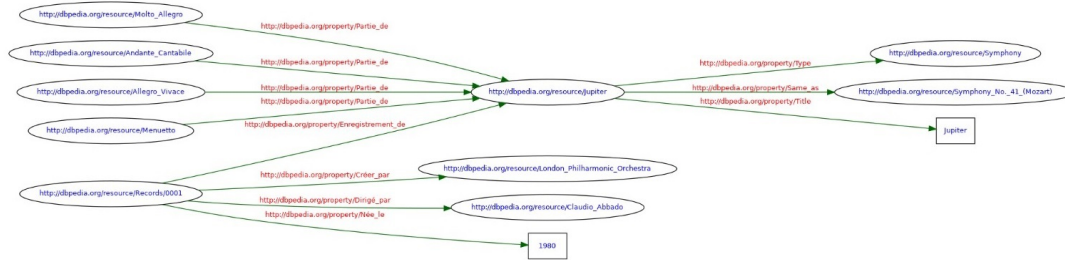 http://dbpedia.org/resource/Molto_Allegro
http://dbpedia.org/property/Partie_de
http://dbpedia.org/resource/Andante_Cantabile
http://dbpedia.org/property/Partie_de
http://dbpedia.org/resource/Symphony
http://dbpedia.org/property/Type
http://dbpedia.org/resource/Allegro_Vivace
http://dbpedia.org/property/Partie_de
http://dbpedia.org/resource/Jupiter
http://dbpedia.org/property/Same_as
http://dbpedia.org/resource/Symphony_No._41_(Mozart)
http://dbpedia.org/property/Partie_de
http://dbpedia.org/property/Title
http://dbpedia.org/resource/Menuetto
http://dbpedia.org/property/Enregistrement_de
Jupiter
http://dbpedia.org/resource/London_Philharmonic_Orchestra
http://dbpedia.org/property/Créer_par
http://dbpedia.org/resource/Records/0001
http://dbpedia.org/property/Dirigé_par
http://dbpedia.org/resource/Claudio_Abbado
http://dbpedia.org/property/Née_le
1980